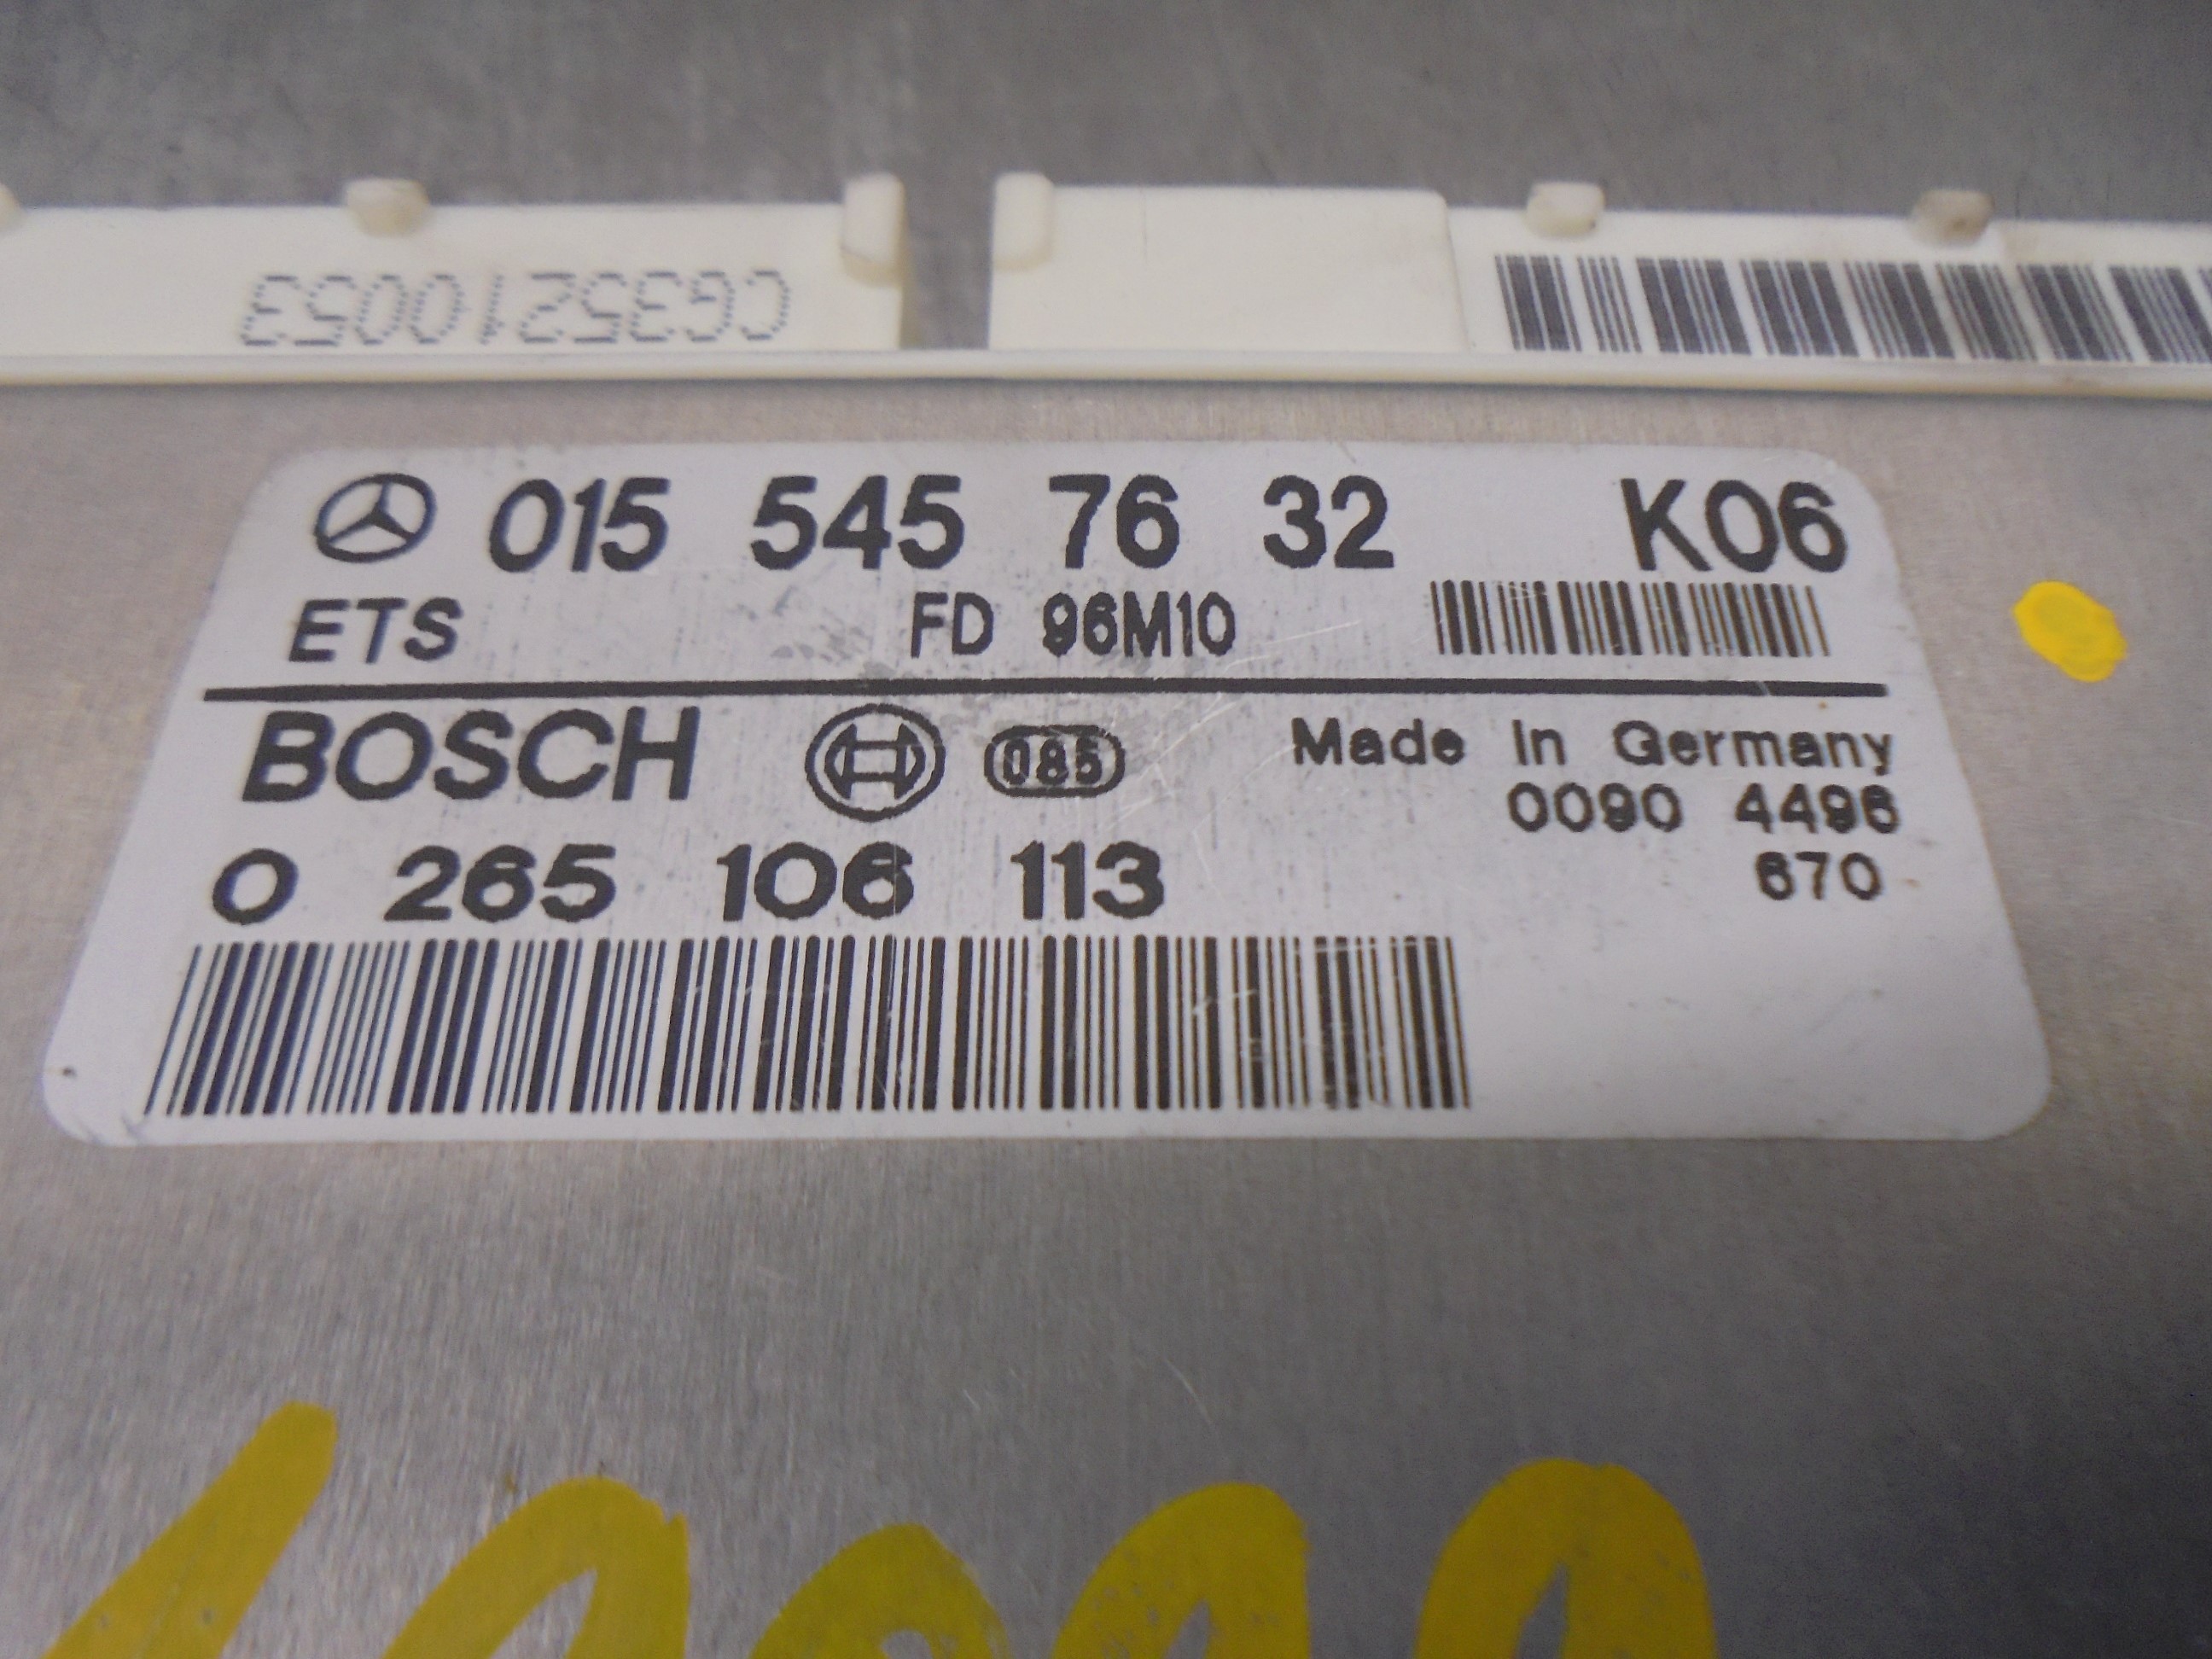 CG35210053
015 545 76 32 K06
ETS FD 96M10
BOSCH 085 Made In Germany
0090 4496
0 265 106 113 670